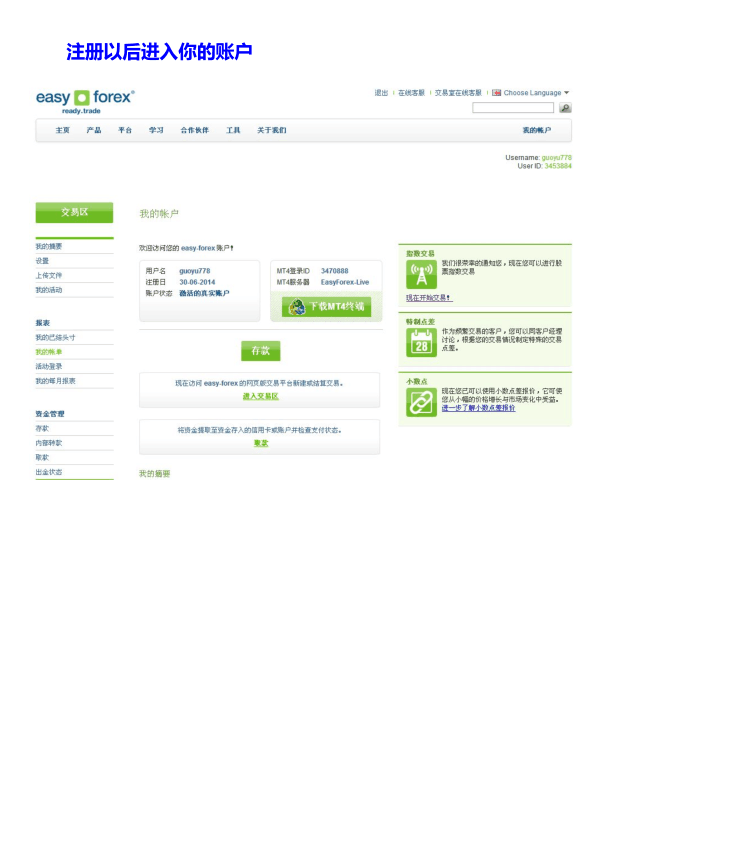 注册以后进入你的账户
easy forex®
ready.trade
退出 | 在线客服 | 交易室在线客服 | Choose Language
主页 产品 平台 学习 合作伙伴 工具 关于我们 我的帐户
Username: guoyu778
User ID: 3453884
交易区
我的摘要
设置
上传文件
我的活动
报表
我的已结头寸
我的帐单
活动登录
我的每月报表
资金管理
存款
内部转款
取款
出金状态
我的帐户
欢迎访问您的 easy-forex 账户!
用户名 guoyu778
注册日 30-06-2014
账户状态 激活的真实账户
MT4登录ID 3470888
MT4服务器 EasyForex-Live
下载MT4终端
存款
现在访问 easy-forex 的网页版交易平台新建或结算交易。
进入交易区
将资金提取至资金存入的信用卡或账户并检查支付状态。
取款
我的摘要
指数交易
我们很荣幸的通知您,现在您可以进行股
票指数交易
现在开始交易!
特制点差
作为频繁交易的客户,您可以同客户经理
讨论,根据您的交易情况制定特殊的交易
点差。
28
小数点
现在您已可以使用小数点差报价,它可使
您从小幅的价格增长与市场变化中受益。
进一步了解小数点差报价